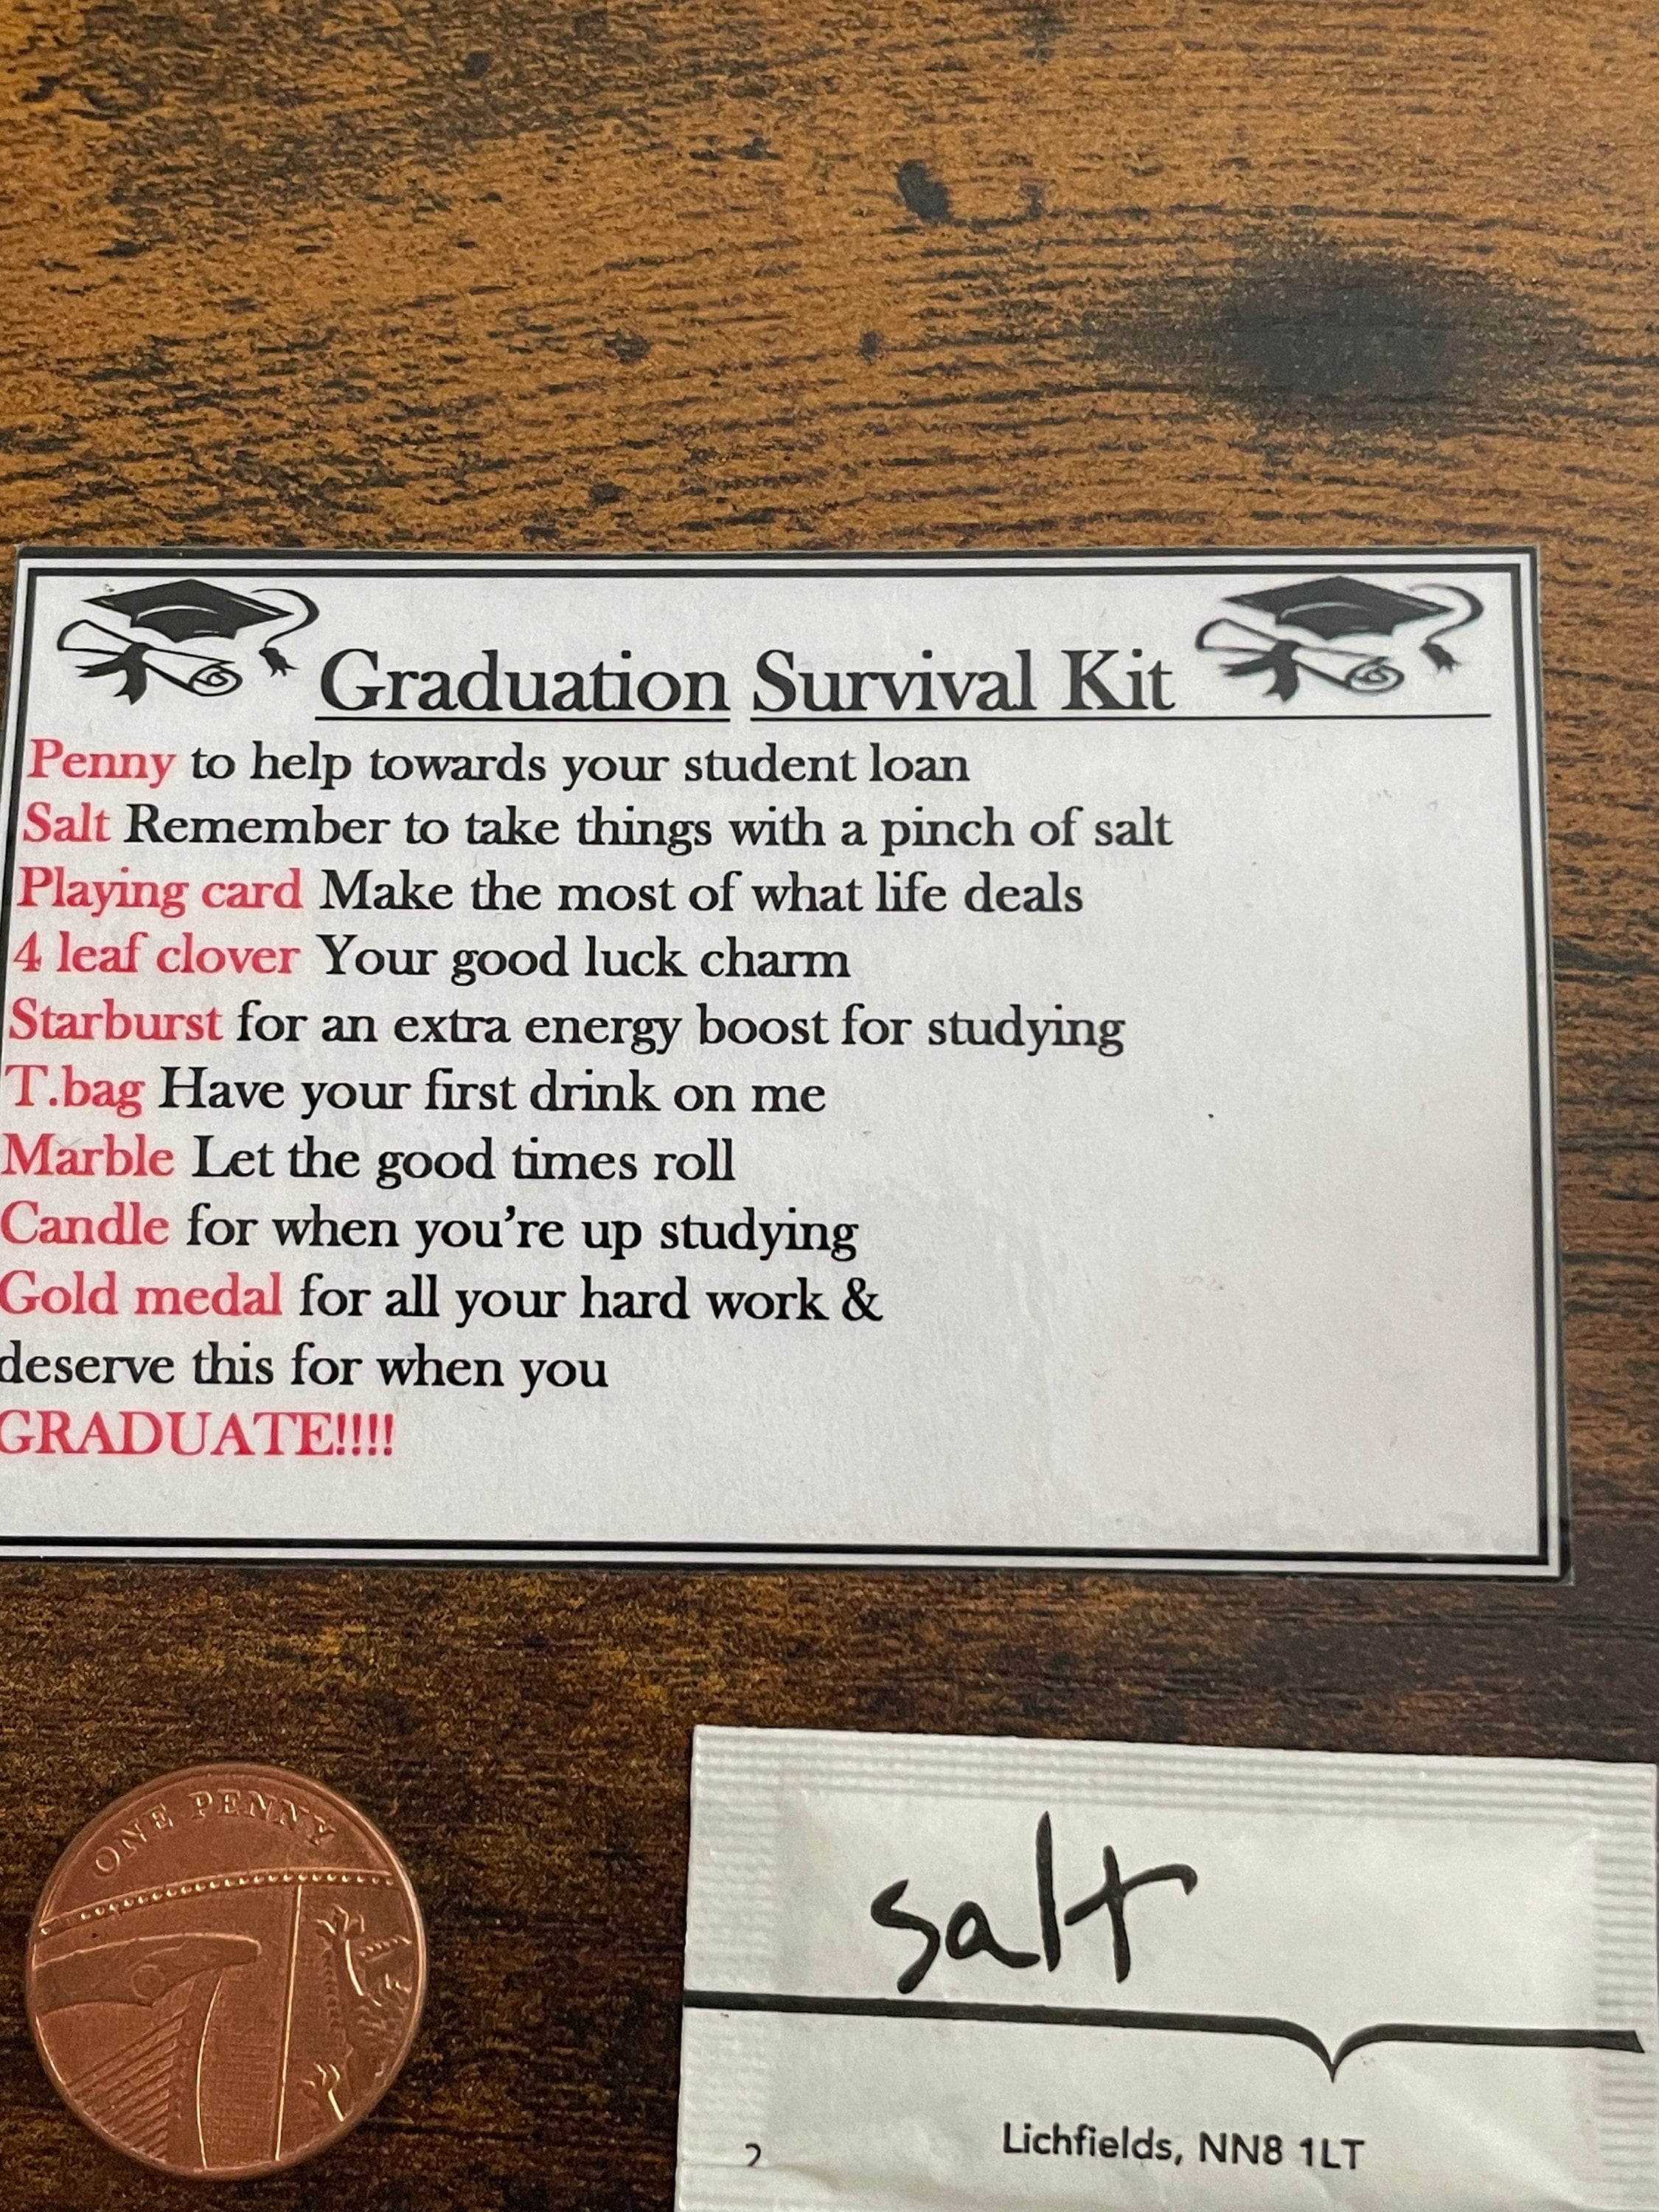 Graduation Survival Kit
Penny to help towards your student loan
Salt Remember to take things with a pinch of salt
Playing card Make the most of what life deals
4 leaf clover Your good luck charm
Starburst for an extra energy boost for studying
T.bag Have your first drink on me
Marble Let the good times roll
Candle for when you're up studying
Gold medal for all your hard work &
deserve this for when you
GRADUATE!!!!
ONE PENNY
salt
Lichfields, NN8 1LT